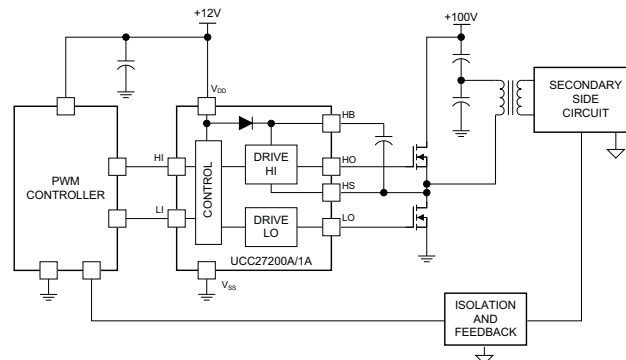 +12V
+100V
V_DD
HB
SECONDARY
SIDE
CIRCUIT
PWM
CONTROLLER
HI
LI
CONTROL
DRIVE
HI
HO
HS
DRIVE
LO
LO
UCC27200A/1A
V_SS
ISOLATION
AND
FEEDBACK